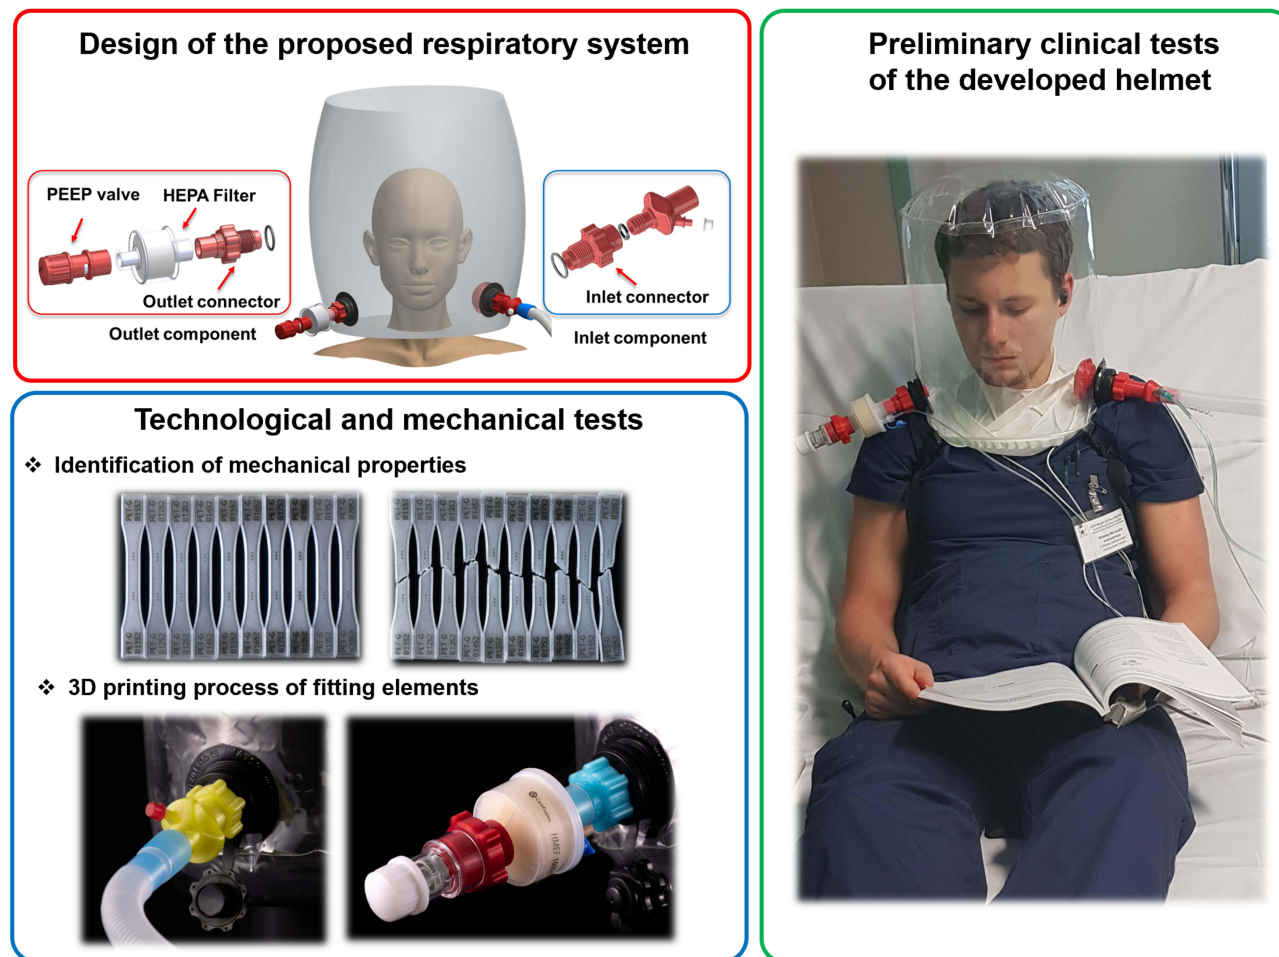 Design of the proposed respiratory system
PEEP valve
HEPA Filter
Outlet connector
Outlet component
Inlet connector
Inlet component
Technological and mechanical tests
❖ Identification of mechanical properties
❖ 3D printing process of fitting elements
HMEF
Preliminary clinical tests
of the developed helmet